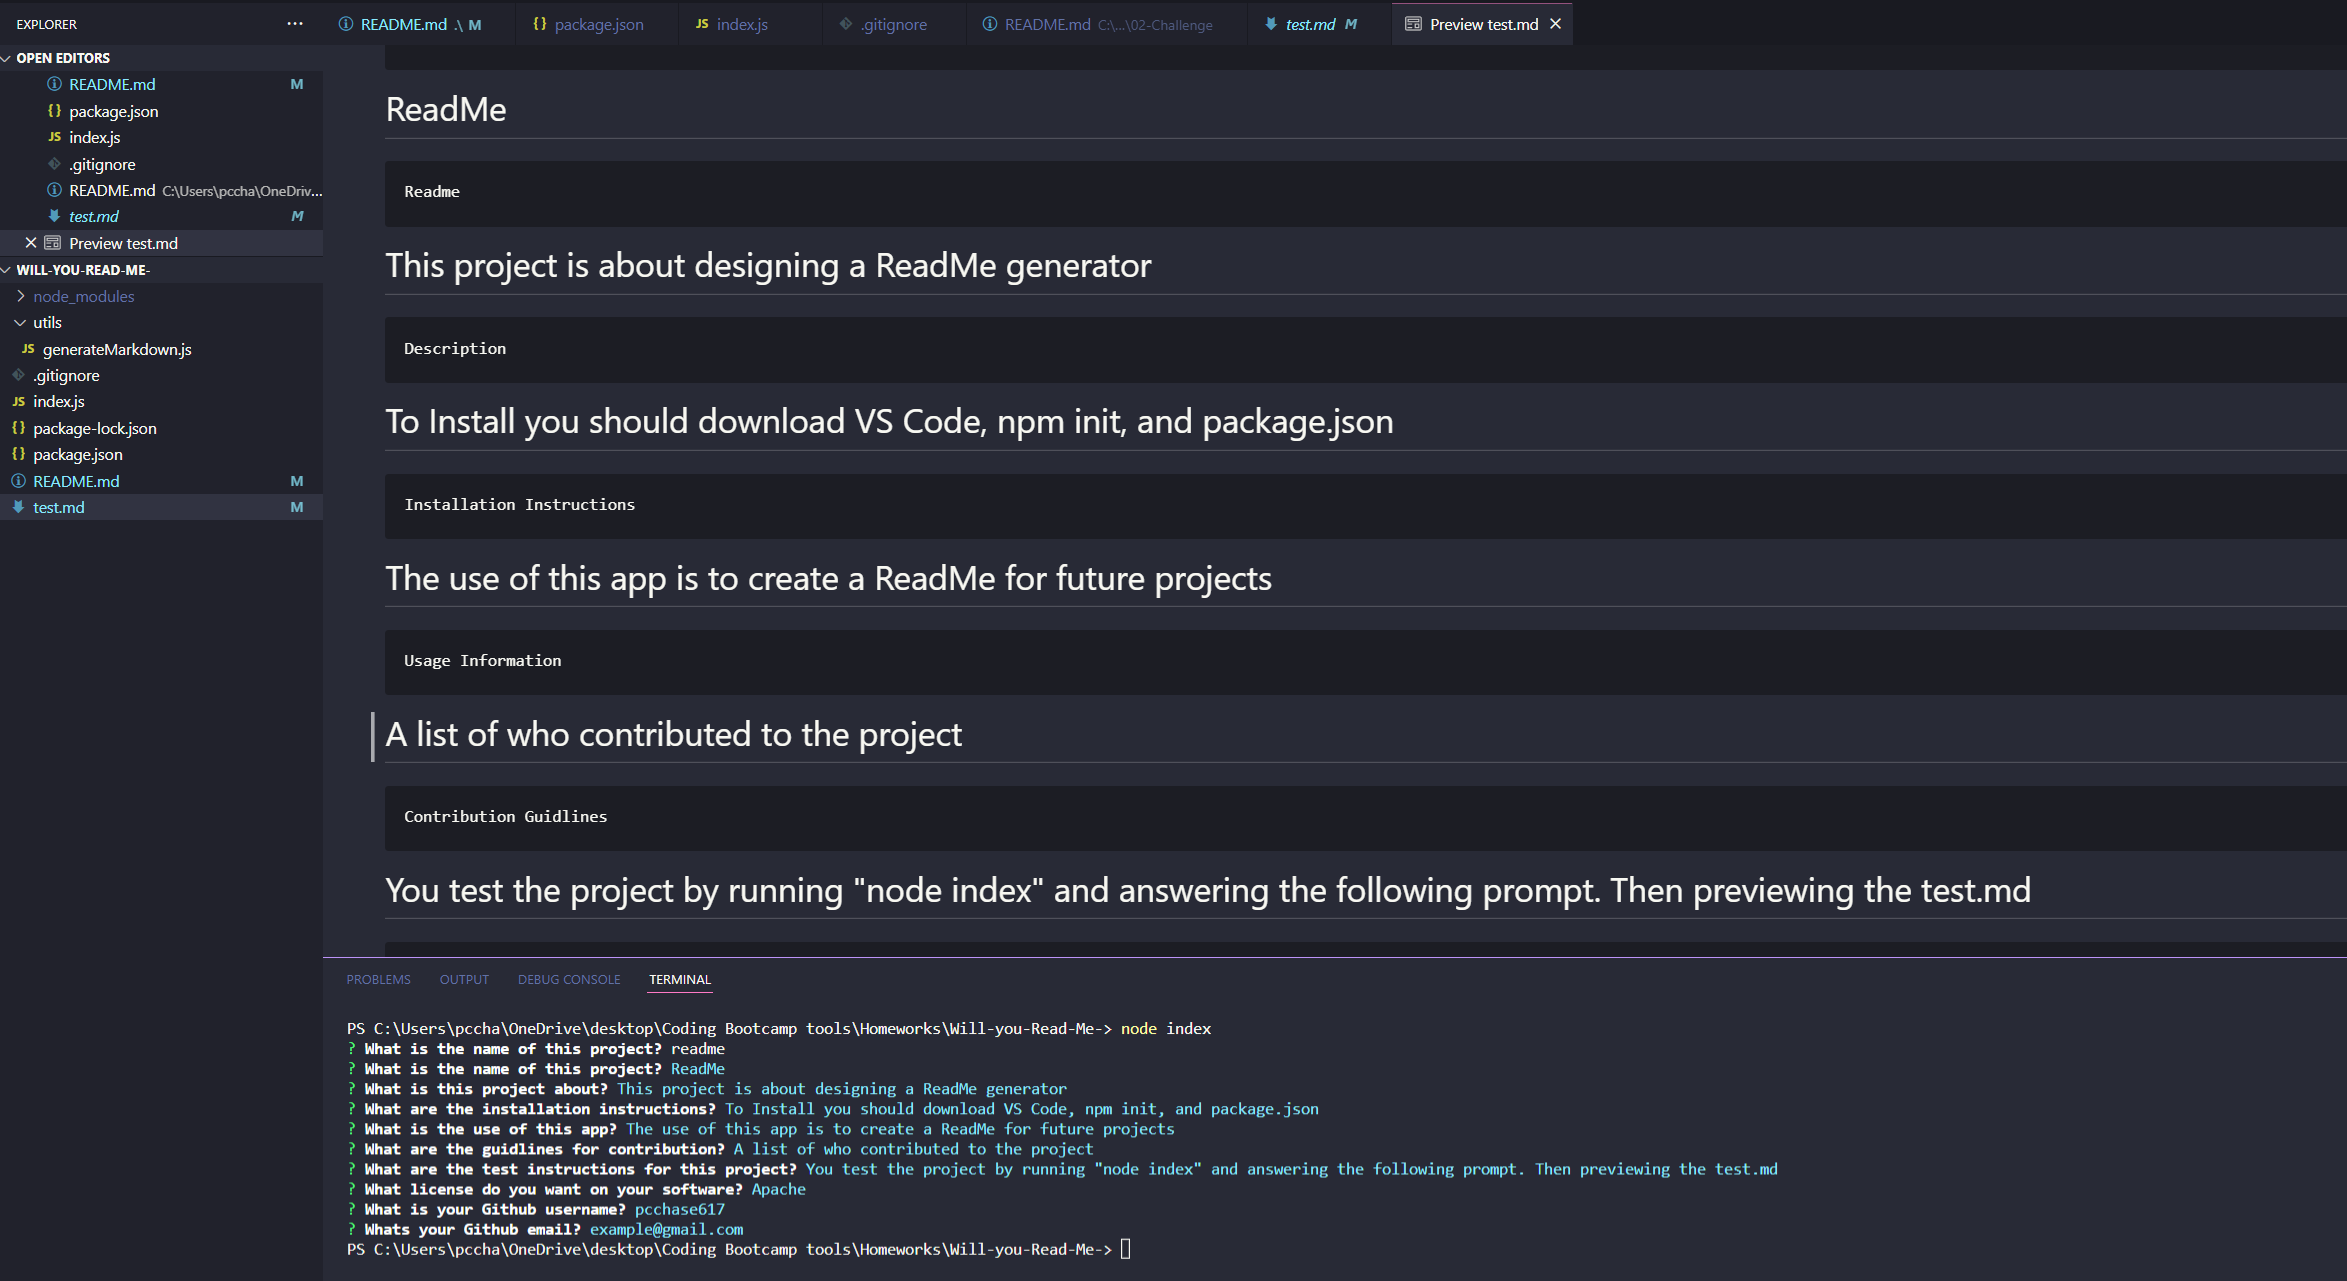 EXPLORER ...
README.md .\ M
package.json
index.js
.gitignore
README.md C:\...\02-Challenge
test.md M
Preview test.md
OPEN EDITORS
README.md M
package.json
index.js
.gitignore
README.md C:\Users\pccha\OneDriv...
test.md M
Preview test.md
WILL-YOU-READ-ME-
node_modules
utils
JS generateMarkdown.js
.gitignore
JS index.js
{} package-lock.json
{} package.json
README.md M
test.md M
ReadMe
Readme
This project is about designing a ReadMe generator
Description
To Install you should download VS Code, npm init, and package.json
Installation Instructions
The use of this app is to create a ReadMe for future projects
Usage Information
A list of who contributed to the project
Contribution Guidlines
You test the project by running "node index" and answering the following prompt. Then previewing the test.md
PROBLEMS OUTPUT DEBUG CONSOLE TERMINAL
PS C:\Users\pccha\OneDrive\desktop\Coding Bootcamp tools\Homeworks\Will-you-Read-Me-> node index
? What is the name of this project? readme
? What is the name of this project? ReadMe
? What is this project about? This project is about designing a ReadMe generator
? What are the installation instructions? To Install you should download VS Code, npm init, and package.json
? What is the use of this app? The use of this app is to create a ReadMe for future projects
? What are the guidlines for contribution? A list of who contributed to the project
? What are the test instructions for this project? You test the project by running "node index" and answering the following prompt. Then previewing the test.md
? What license do you want on your software? Apache
? What is your Github username? pcchase617
? Whats your Github email? example@gmail.com
PS C:\Users\pccha\OneDrive\desktop\Coding Bootcamp tools\Homeworks\Will-you-Read-Me->